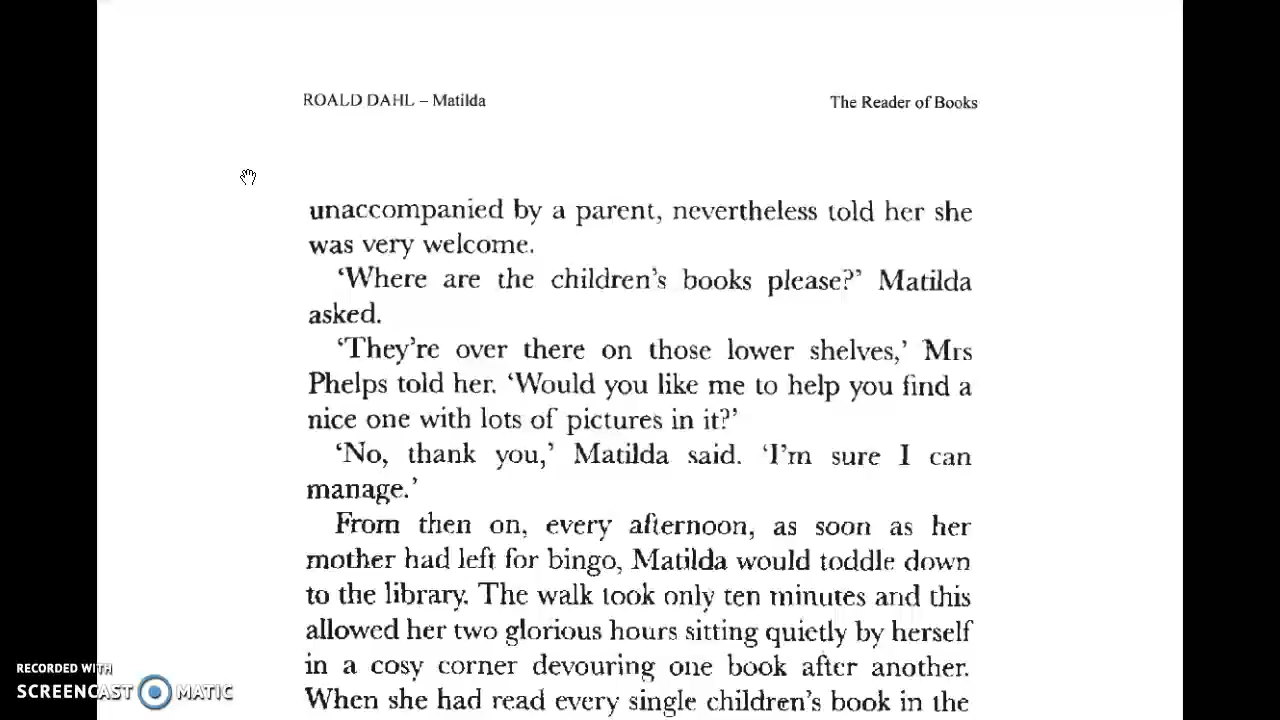 ROALD DAHL – Matilda
The Reader of Books
unaccompanied by a parent, nevertheless told her she
was very welcome.
‘Where are the children’s books please?’ Matilda
asked.
‘They’re over there on those lower shelves,’ Mrs
Phelps told her. ‘Would you like me to help you find a
nice one with lots of pictures in it?’
‘No, thank you,’ Matilda said. ‘I’m sure I can
manage.’
From then on, every afternoon, as soon as her
mother had left for bingo, Matilda would toddle down
to the library. The walk took only ten minutes and this
allowed her two glorious hours sitting quietly by herself
in a cosy corner devouring one book after another.
When she had read every single children’s book in the
RECORDED WITH
SCREENCAST MATIC